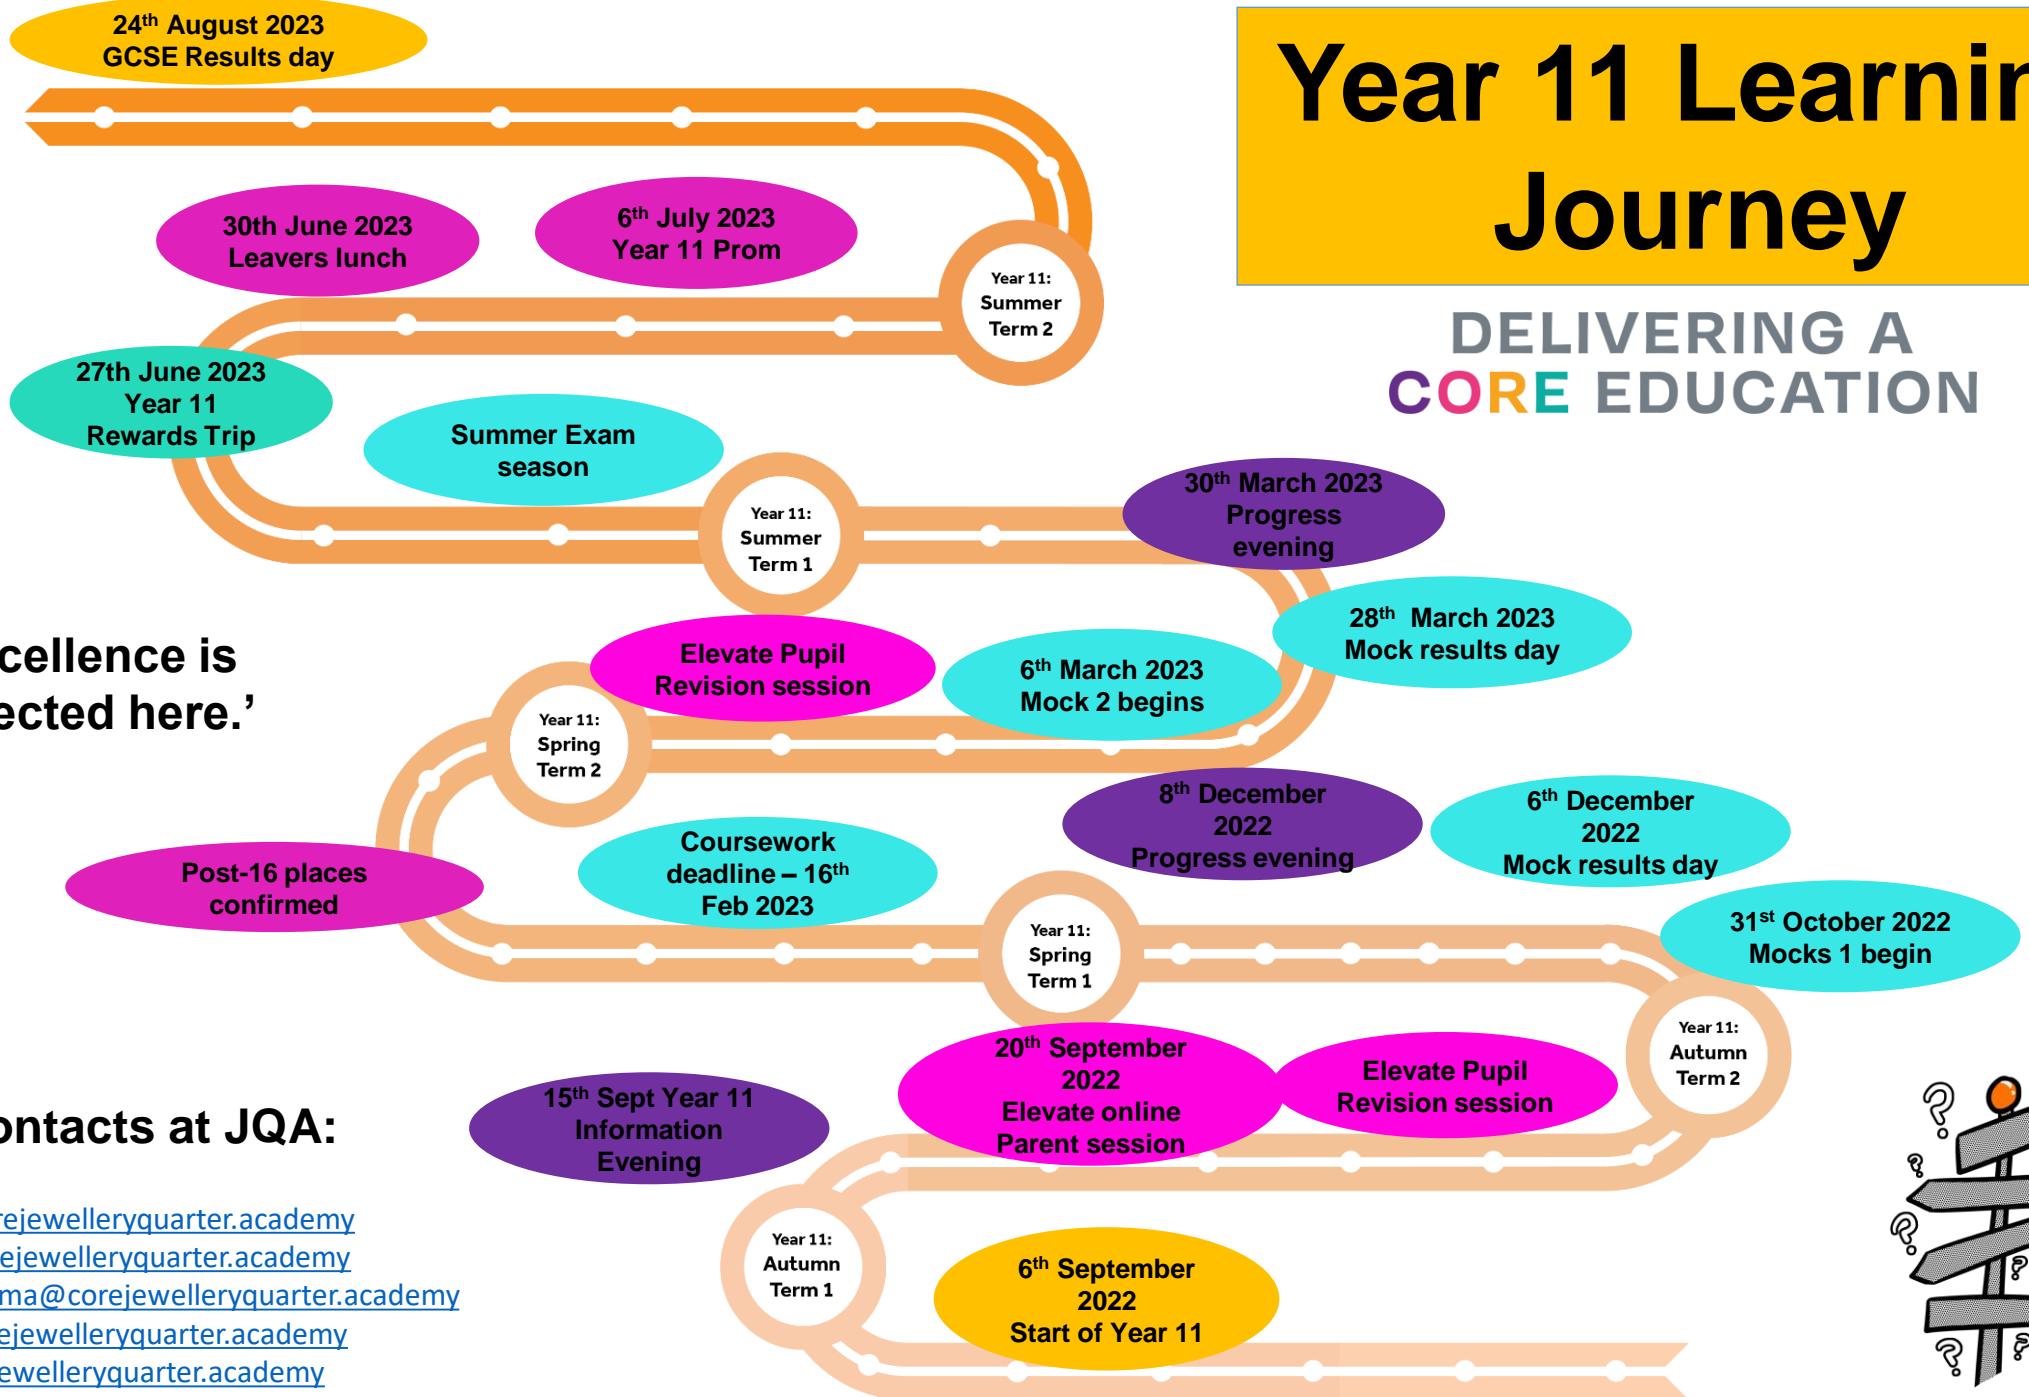 24th August 2023
GCSE Results day
Year 11 Learnin
Journey
30th June 2023
Leavers lunch
6th July 2023
Year 11 Prom
Year 11:
Summer
Term 2
DELIVERING A
CORE EDUCATION
27th June 2023
Year 11
Rewards Trip
Summer Exam
season
Year 11:
Summer
Term 1
30th March 2023
Progress
evening
28th March 2023
Mock results day
cellence is
ected here.’
Elevate Pupil
Revision session
6th March 2023
Mock 2 begins
Year 11:
Spring
Term 2
8th December
2022
Progress evening
6th December
2022
Mock results day
Post-16 places
confirmed
Coursework
deadline – 16th
Feb 2023
Year 11:
Spring
Term 1
31st October 2022
Mocks 1 begin
Year 11:
Autumn
Term 2
20th September
2022
Elevate online
Parent session
Elevate Pupil
Revision session
15th Sept Year 11
Information
Evening
ontacts at JQA:
rejewelleryquarter.academy
ejewelleryquarter.academy
ma@corejewelleryquarter.academy
ejewelleryquarter.academy
ewelleryquarter.academy
Year 11:
Autumn
Term 1
6th September
2022
Start of Year 11